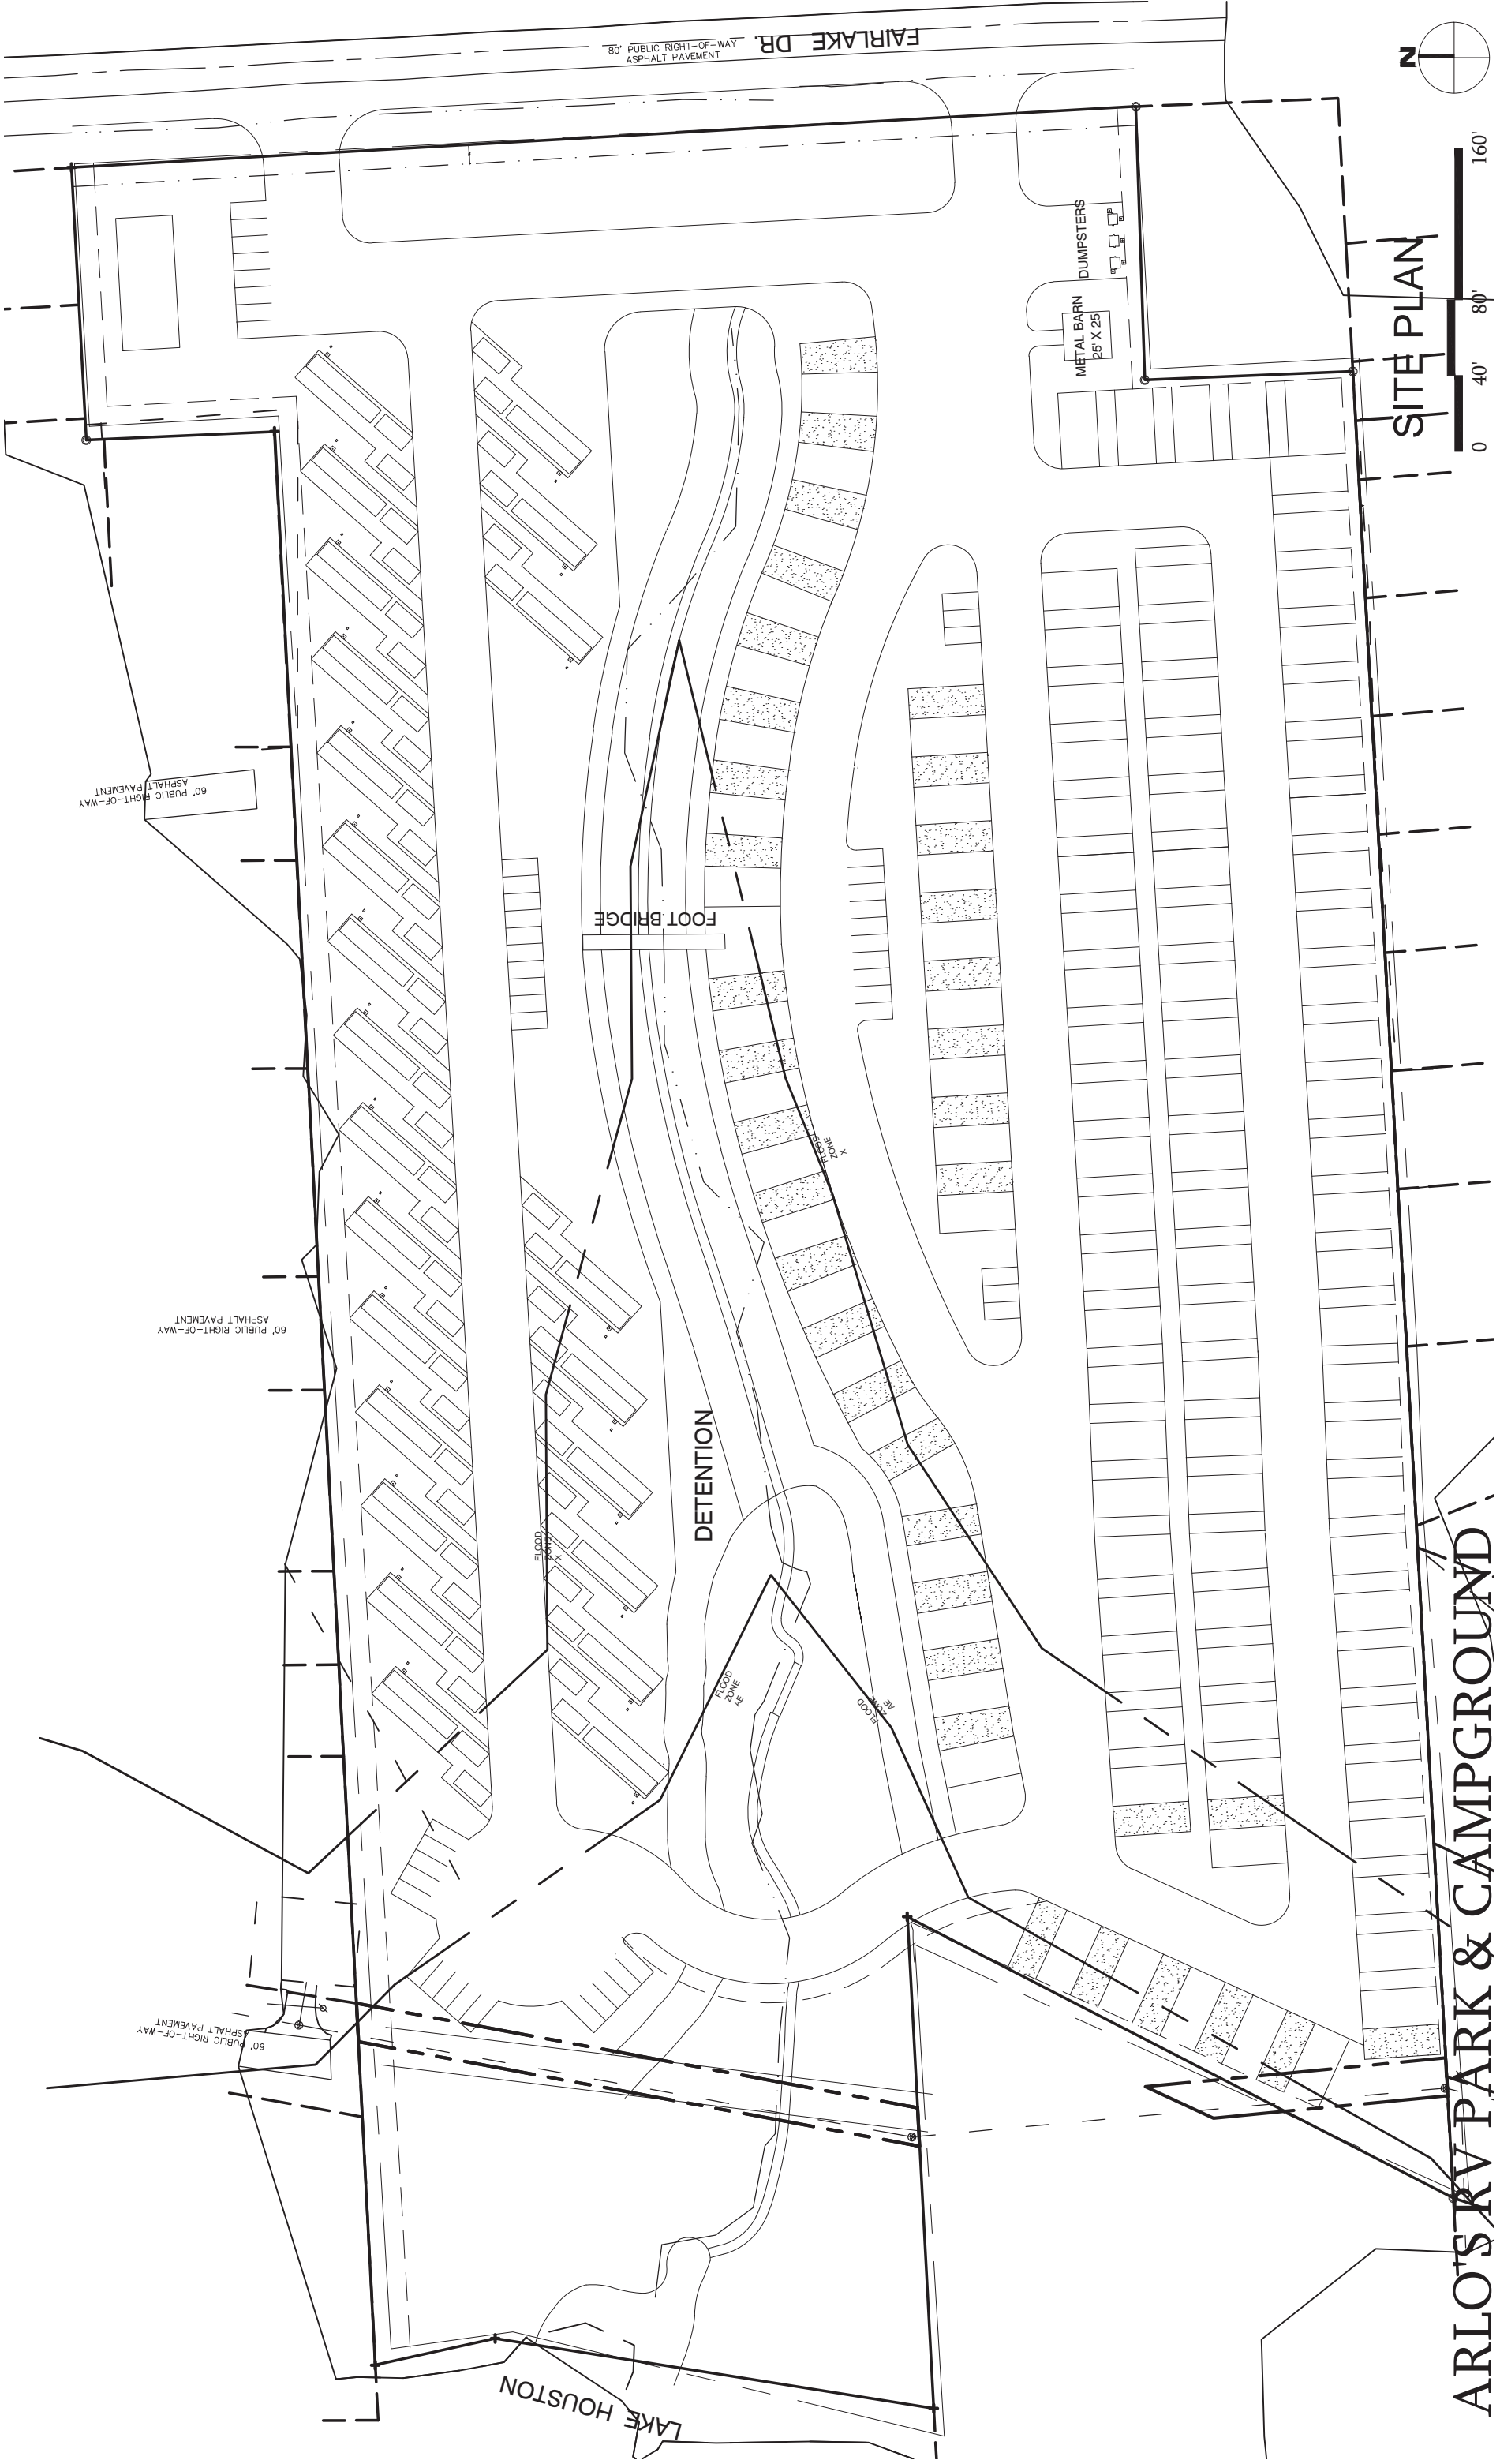 FAIRLAKE DR.
80' PUBLIC RIGHT-OF-WAY
ASPHALT PAVEMENT
N
160'
80'
40'
0
SITE PLAN
DUMPSTERS
METAL BARN
25' X 25'
60' PUBLIC RIGHT-OF-WAY
ASPHALT PAVEMENT
FOOT BRIDGE
FLOOD
ZONE
X
60' PUBLIC RIGHT-OF-WAY
ASPHALT PAVEMENT
DETENTION
FLOOD
ZONE
X
FLOOD
ZONE
AE
FLOOD
ZONE
AE
60' PUBLIC RIGHT-OF-WAY
ASPHALT PAVEMENT
LAKE HOUSTON
ARLO'S RV PARK & CAMPGROUND